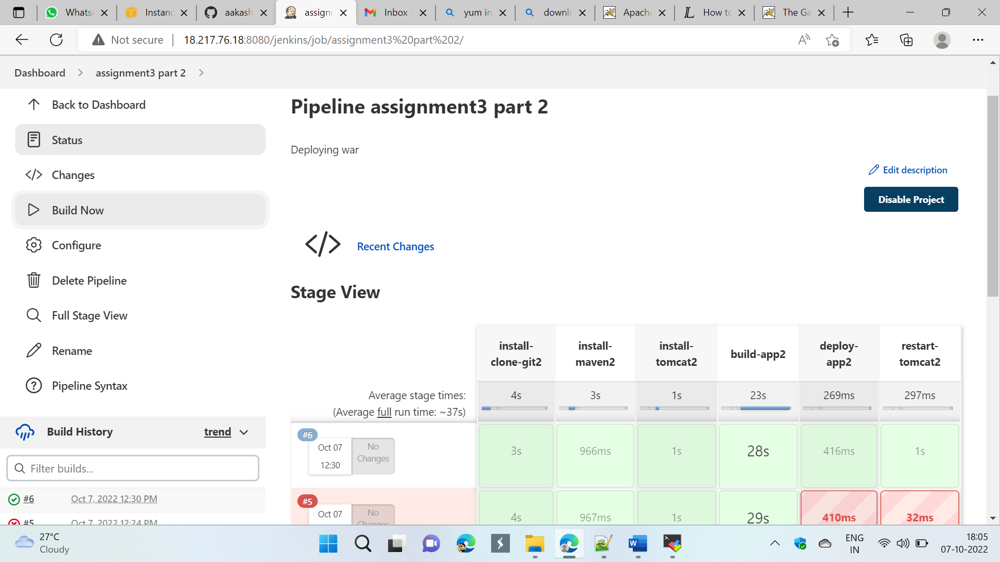 WhatsA
Instanc
aakash
assignm
Inbox -
yum in
downlo
Apache
How to
The Ga
Not secure
18.217.76.18:8080/jenkins/job/assignment3%20part%202/
Dashboard
assignment3 part 2
Back to Dashboard
Status
Changes
Build Now
Configure
Delete Pipeline
Full Stage View
Rename
Pipeline Syntax
Build History
trend
Filter builds...
#6
Oct 7, 2022 12:30 PM
#5
Oct 7, 2022 12:24 PM
Pipeline assignment3 part 2
Deploying war
Edit description
Disable Project
Recent Changes
Stage View
install-
clone-git2
install-
maven2
install-
tomcat2
build-app2
deploy-
app2
restart-
tomcat2
Average stage times:
(Average full run time: ~37s)
4s
3s
1s
23s
269ms
297ms
#6
Oct 07
12:30
No
Changes
3s
966ms
1s
28s
416ms
1s
#5
Oct 07
No
Changes
4s
967ms
1s
29s
410ms
32ms
27°C
Cloudy
ENG
IN
18:05
07-10-2022